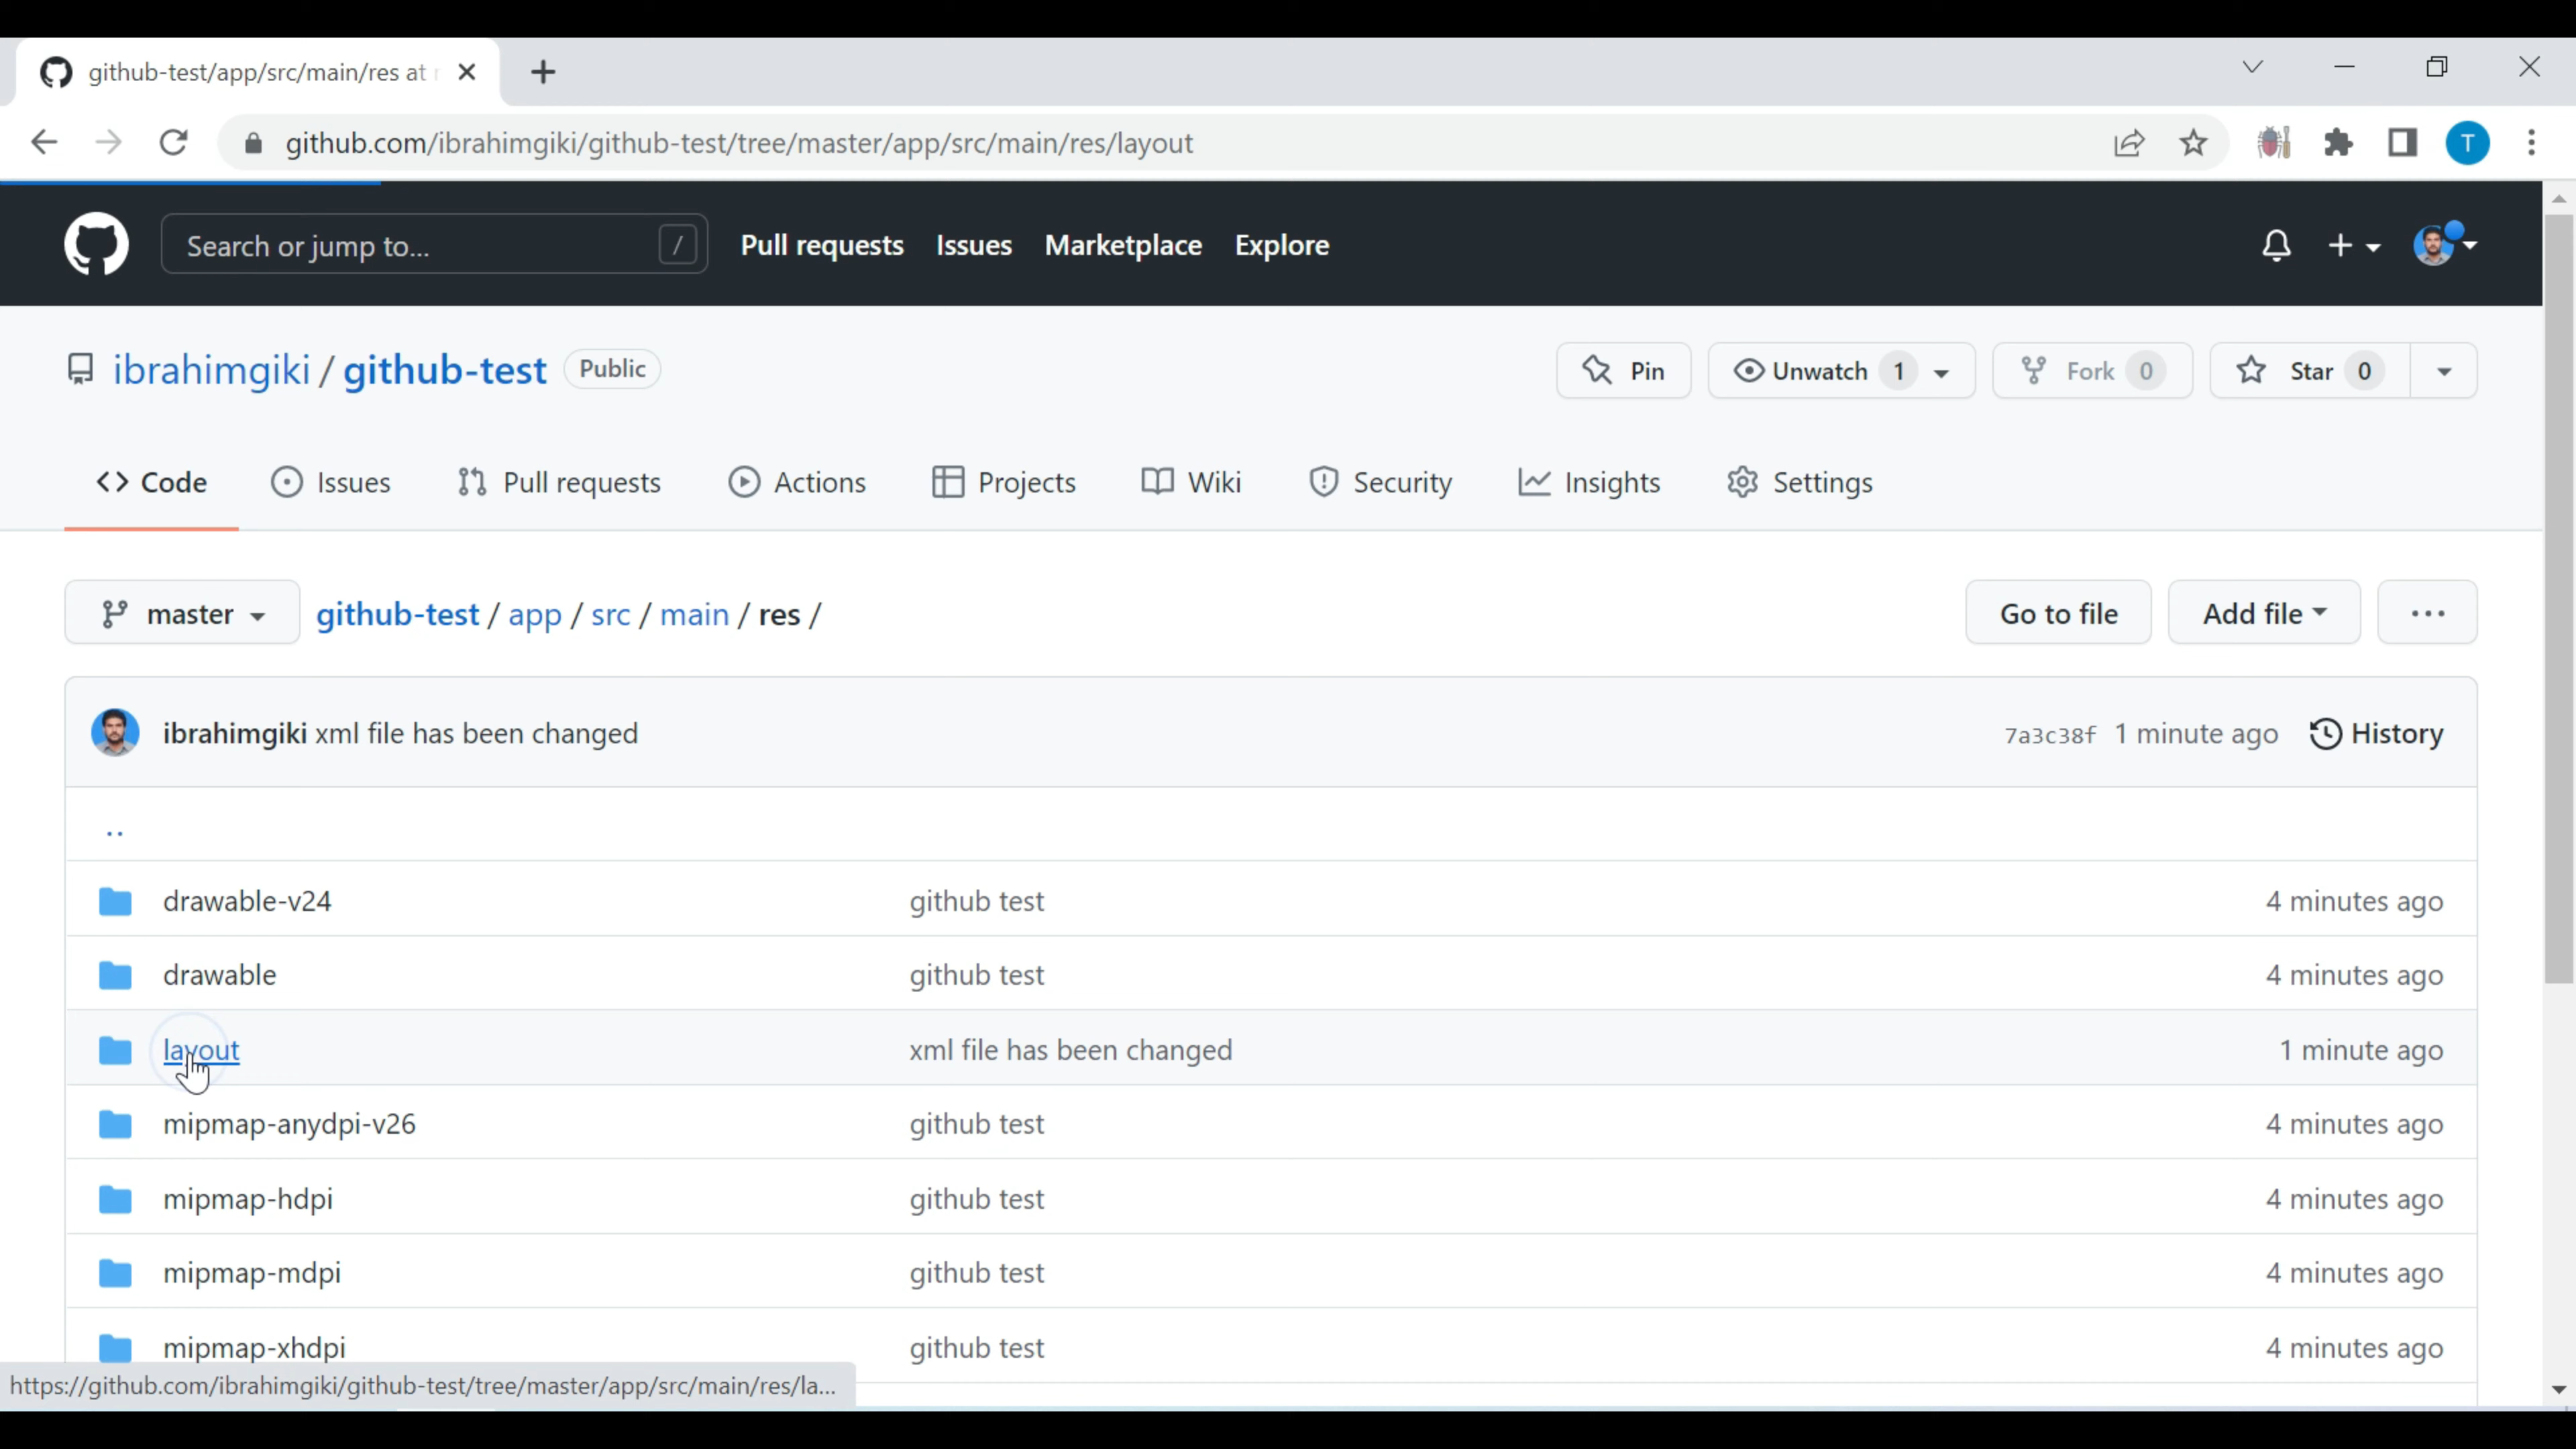 github-test/app/src/main/res at
github.com/ibrahimgiki/github-test/tree/master/app/src/main/res/layout
T
Search or jump to... /
Pull requests Issues Marketplace Explore
ibrahimgiki / github-test Public
Pin Unwatch 1 Fork 0 Star 0
Code Issues Pull requests Actions Projects Wiki Security Insights Settings
master github-test / app / src / main / res /
Go to file Add file ...
ibrahimgiki xml file has been changed 7a3c38f 1 minute ago History
..
drawable-v24 github test 4 minutes ago
drawable github test 4 minutes ago
layout xml file has been changed 1 minute ago
mipmap-anydpi-v26 github test 4 minutes ago
mipmap-hdpi github test 4 minutes ago
mipmap-mdpi github test 4 minutes ago
mipmap-xhdpi github test 4 minutes ago
https://github.com/ibrahimgiki/github-test/tree/master/app/src/main/res/la...